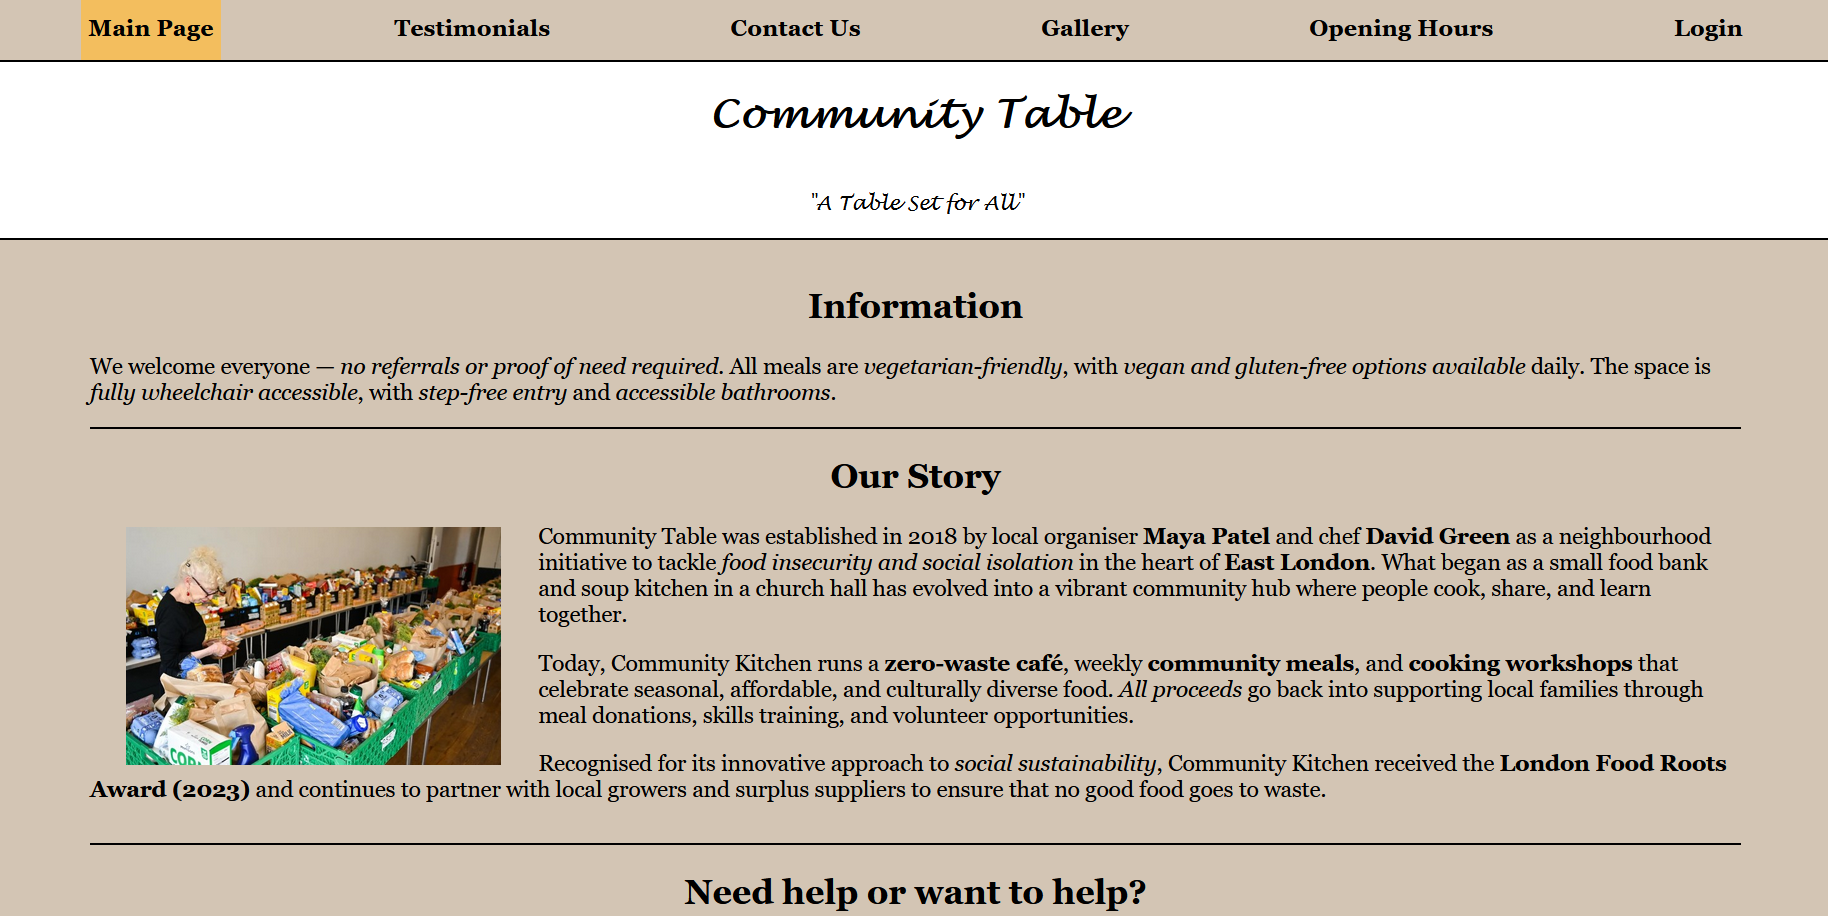 Main Page Testimonials Contact Us Gallery Opening Hours Login
Community Table
"A Table Set for All"
Information
We welcome everyone — no referrals or proof of need required. All meals are vegetarian-friendly, with vegan and gluten-free options available daily. The space is
fully wheelchair accessible, with step-free entry and accessible bathrooms.
Our Story
Community Table was established in 2018 by local organiser Maya Patel and chef David Green as a neighbourhood
initiative to tackle food insecurity and social isolation in the heart of East London. What began as a small food bank
and soup kitchen in a church hall has evolved into a vibrant community hub where people cook, share, and learn
together.
Today, Community Kitchen runs a zero-waste café, weekly community meals, and cooking workshops that
celebrate seasonal, affordable, and culturally diverse food. All proceeds go back into supporting local families through
meal donations, skills training, and volunteer opportunities.
Recognised for its innovative approach to social sustainability, Community Kitchen received the London Food Roots
Award (2023) and continues to partner with local growers and surplus suppliers to ensure that no good food goes to waste.
Need help or want to help?